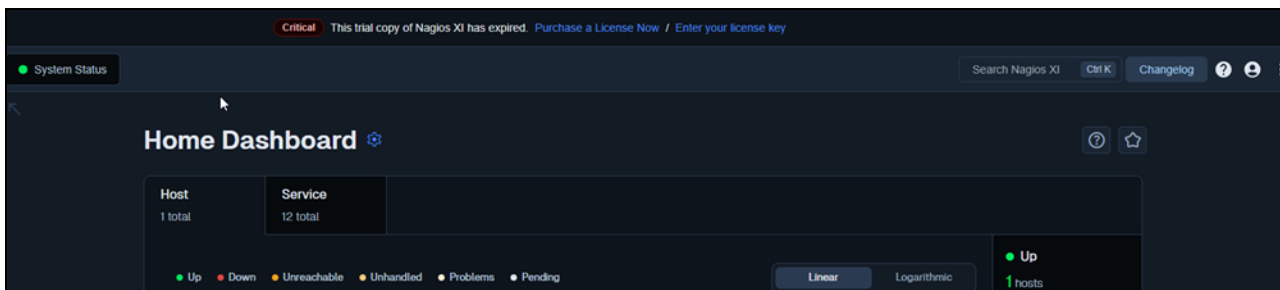 Critical This trial copy of Nagios XI has expired. Purchase a License Now / Enter your license key
System Status Search Nagios XI Ctrl K Changelog
Home Dashboard
Host Service
1 total 12 total
Up
Up Down Unreachable Unhandled Problems Pending Linear Logarithmic
1 hosts